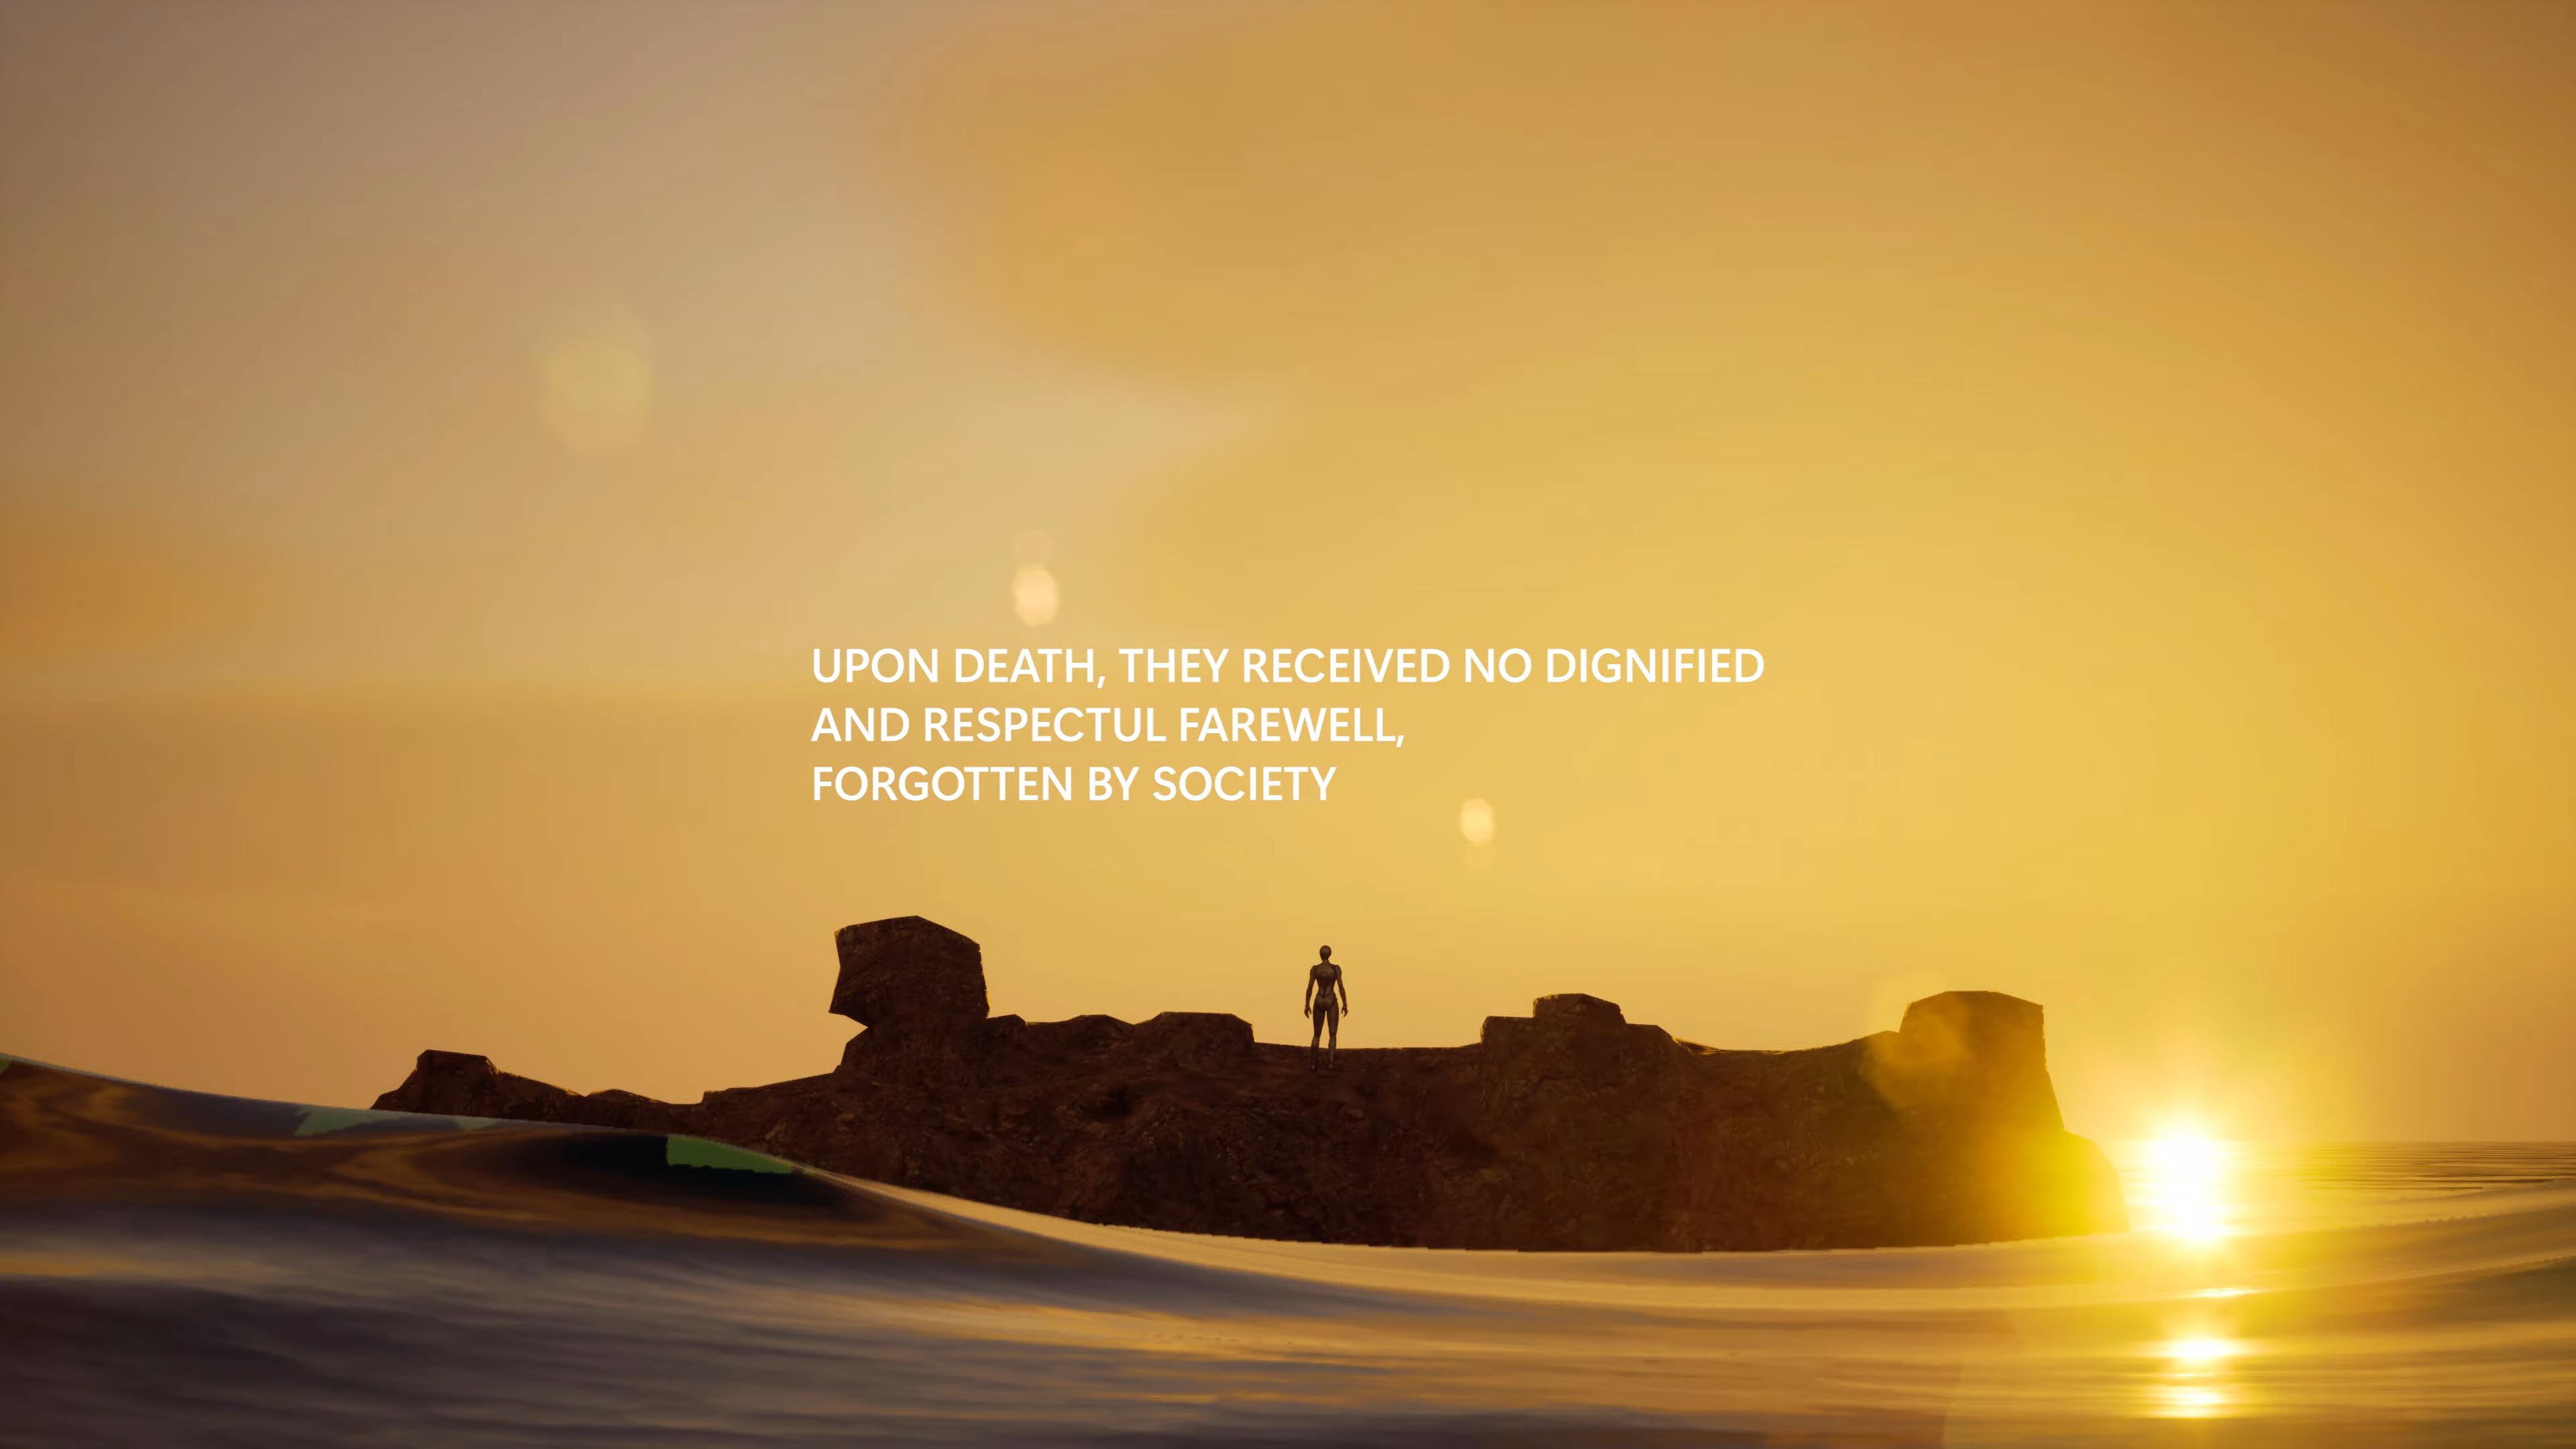 UPON DEATH, THEY RECEIVED NO DIGNIFIED
AND RESPECTUL FAREWELL,
FORGOTTEN BY SOCIETY